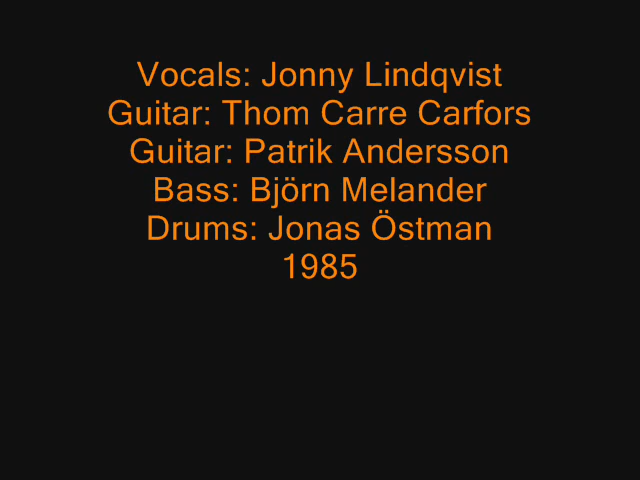 Vocals: Jonny Lindqvist
Guitar: Thom Carre Carfors
Guitar: Patrik Andersson
Bass: Björn Melander
Drums: Jonas Östman
1985